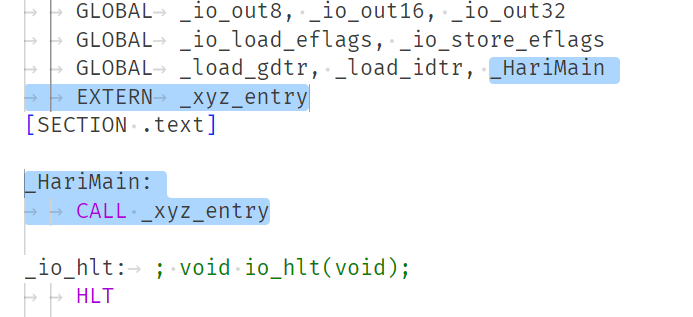 GLOBAL _io_out8, _io_out16, _io_out32
GLOBAL _io_load_eflags, _io_store_eflags
GLOBAL _load_gdtr, _load_idtr, _HariMain
EXTERN _xyz_entry
[SECTION .text]
_HariMain:
CALL _xyz_entry
_io_hlt: ; void io_hlt(void);
HLT